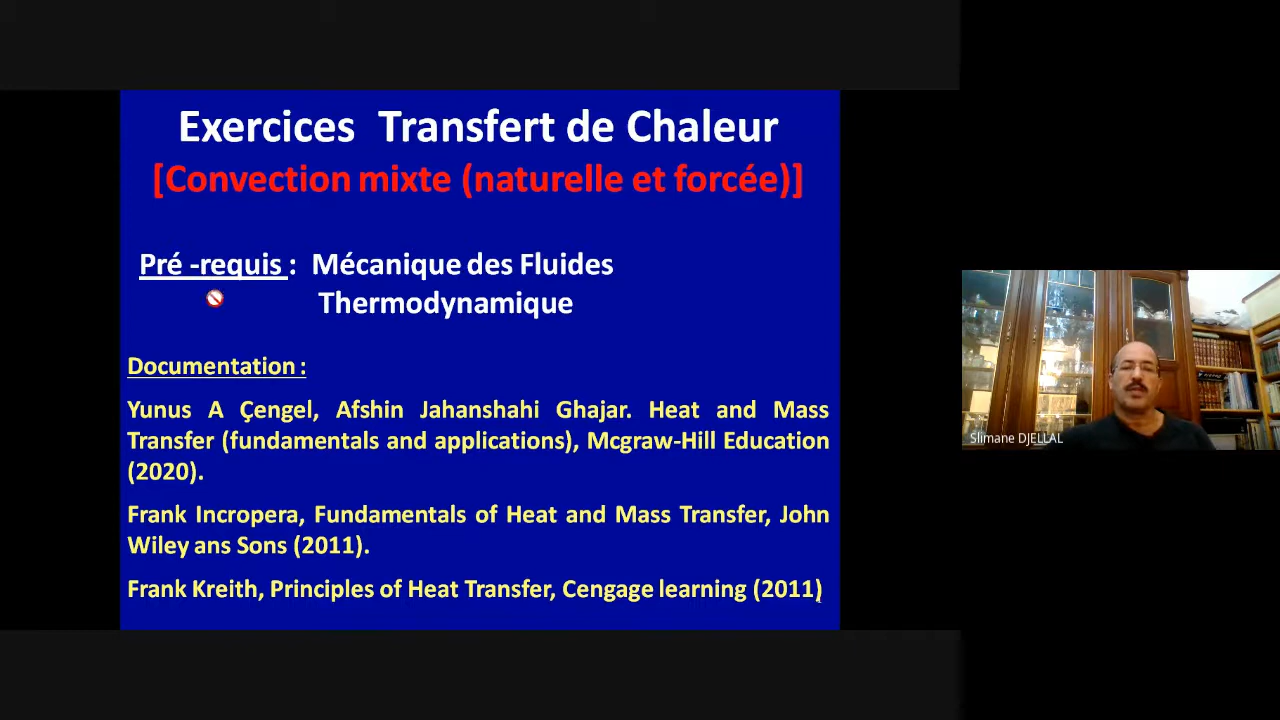 Exercices Transfert de Chaleur
[Convection mixte (naturelle et forcée)]
Pré -requis : Mécanique des Fluides
Thermodynamique
Documentation :
Yunus A Çengel, Afshin Jahanshahi Ghajar. Heat and Mass
Transfer (fundamentals and applications), Mcgraw-Hill Education
(2020).
Frank Incropera, Fundamentals of Heat and Mass Transfer, John
Wiley ans Sons (2011).
Frank Kreith, Principles of Heat Transfer, Cengage learning (2011)
Slimane DJELLAL